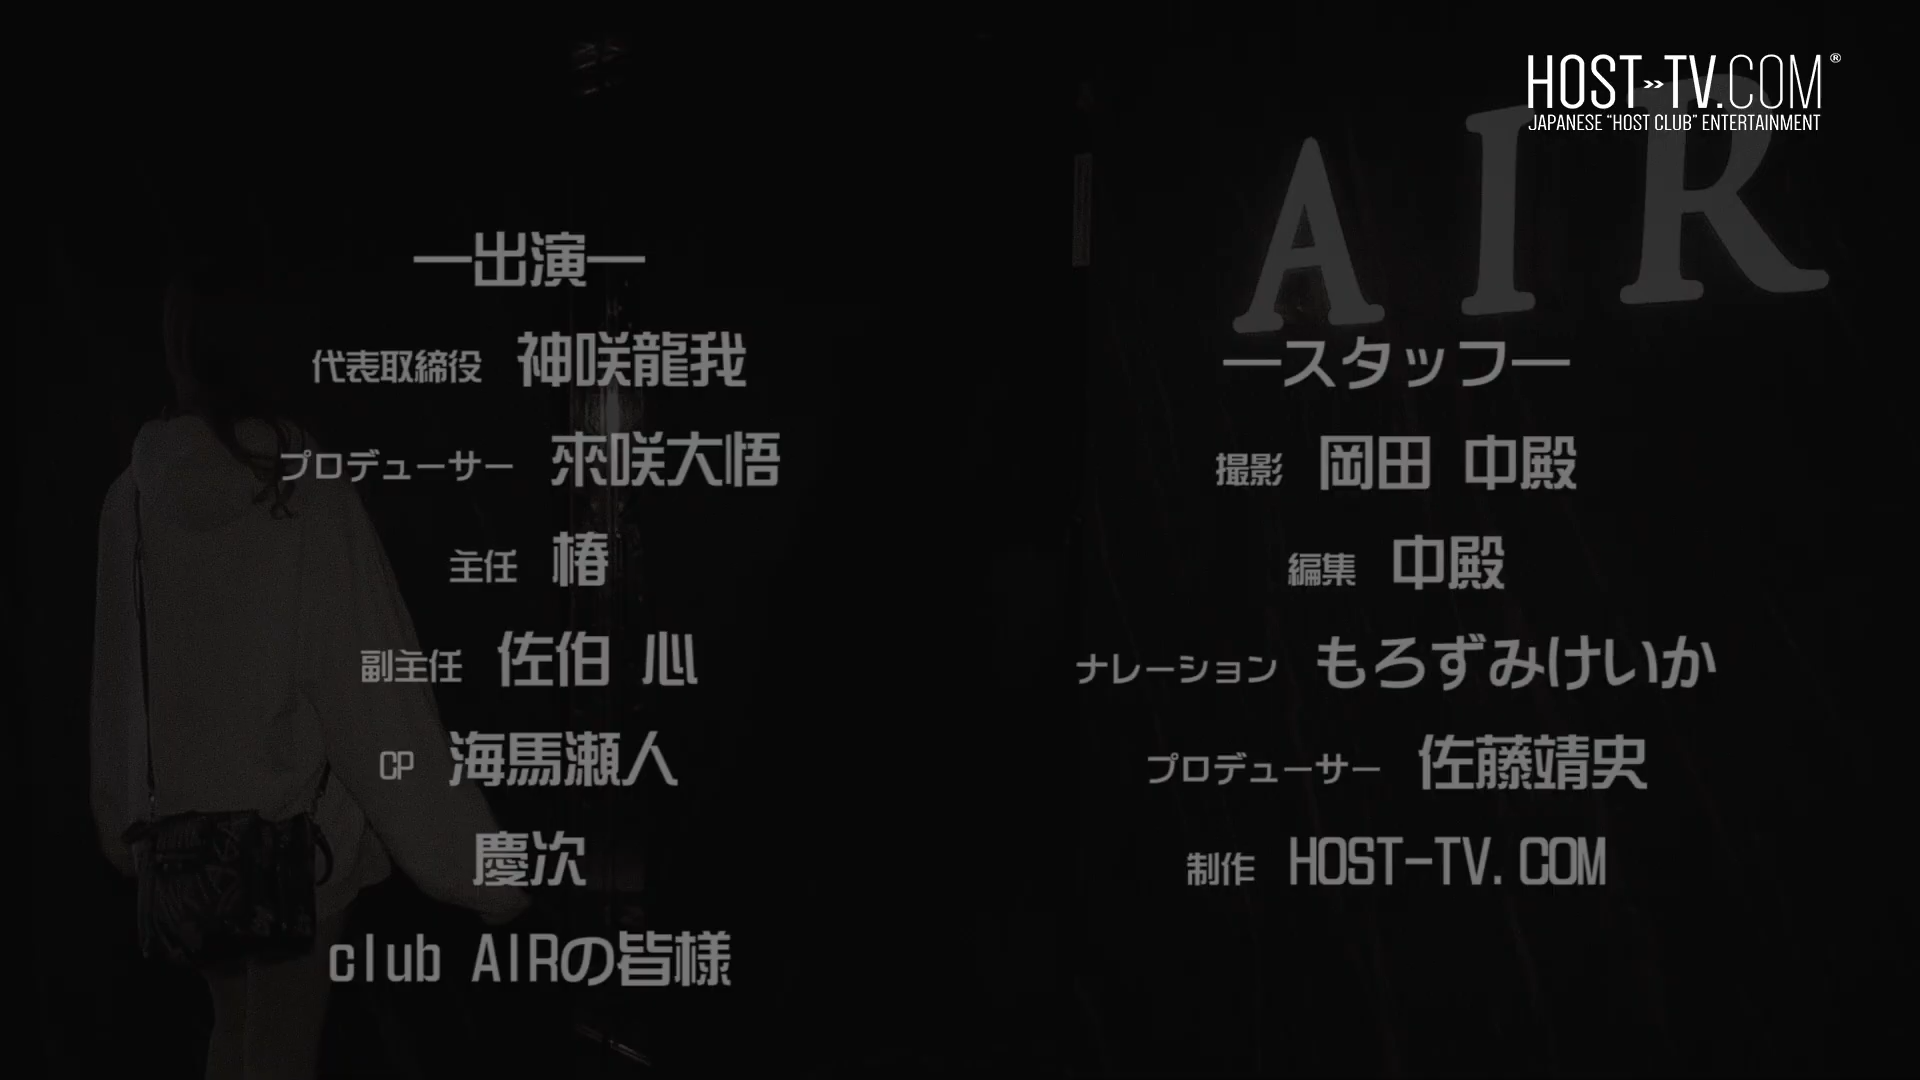 HOST»TV.COM®
JAPANESE "HOST CLUB" ENTERTAINMENT
AIR
―出演―
代表取締役 神咲龍我
プロデューサー 來咲大悟
主任 椿
副主任 佐伯 心
CP 海馬瀬人
慶次
club AIRの皆様
―スタッフ―
撮影 岡田 中殿
編集 中殿
ナレーション もろずみけいか
プロデューサー 佐藤靖史
制作 HOST-TV.COM